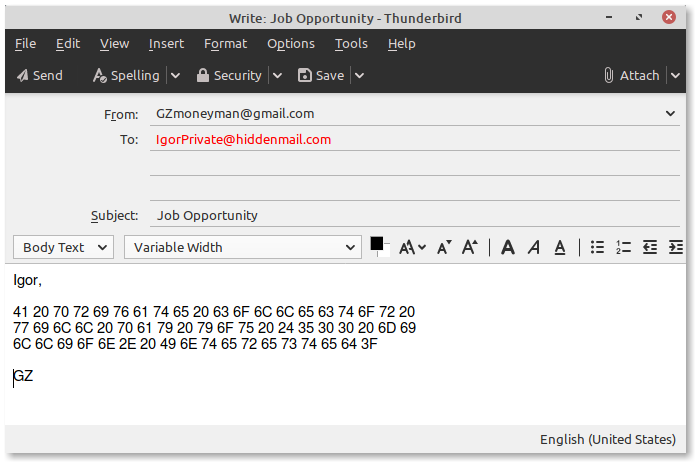 Write: Job Opportunity - Thunderbird
File Edit View Insert Format Options Tools Help
Send Spelling Security Save Attach
From: GZmoneyman@gmail.com
To: IgorPrivate@hiddenmail.com
Subject: Job Opportunity
Body Text Variable Width
Igor,
41 20 70 72 69 76 61 74 65 20 63 6F 6C 6C 65 63 74 6F 72 20
77 69 6C 6C 20 70 61 79 20 79 6F 75 20 24 35 30 30 20 6D 69
6C 6C 69 6F 6E 2E 20 49 6E 74 65 72 65 73 74 65 64 3F
GZ
English (United States)